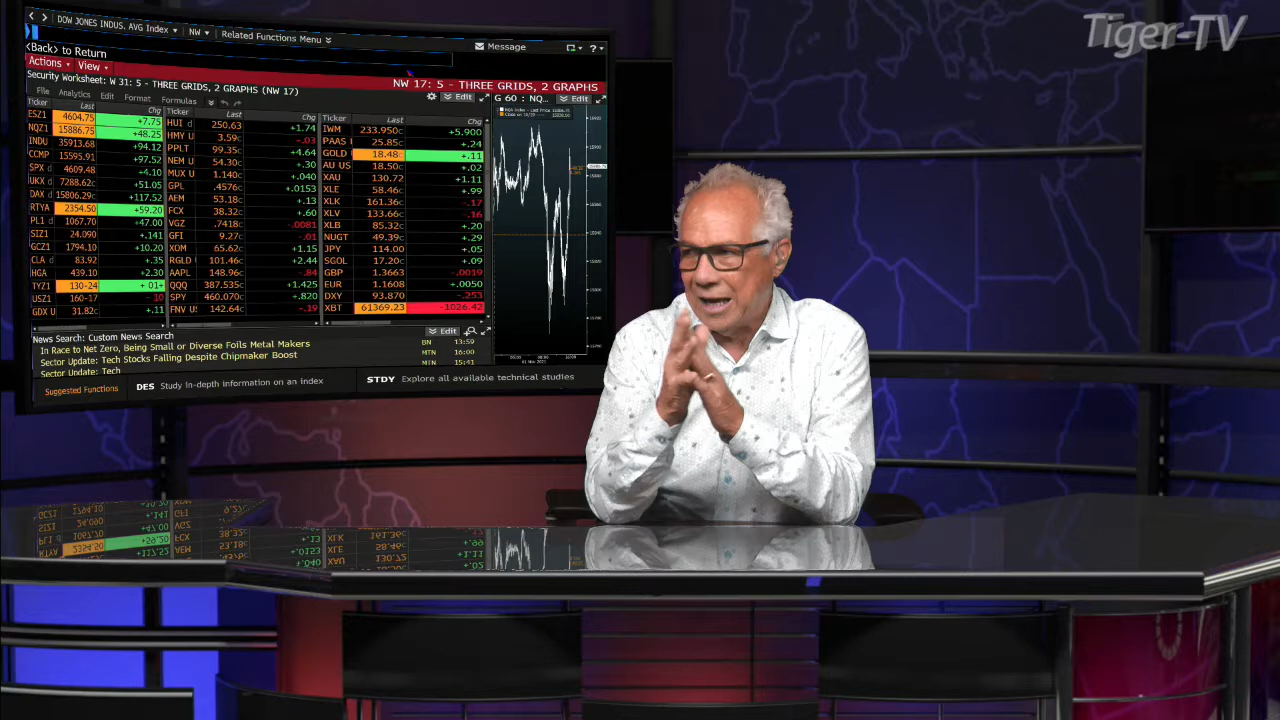 Tiger-TV
DOW JONES INDUS. AVG Index NW Related Functions Menu
Message ?
<Back> to Return
Actions View NW 17: 5 - THREE GRIDS, 2 GRAPHS
Security Worksheet: W 31: 5 - THREE GRIDS, 2 GRAPHS (NW 17)
File Analytics Edit Format Formulas Edit G 60 : NQ... Edit
Ticker Last Chg Ticker Last Chg Ticker Last Chg
ESZ1 4604.75 +7.75 HUI d 250.63 +1.74 IWM 233.950c +5.900
NQZ1 15886.75 +48.25 HMY U 3.59c -.03 PAAS 25.85c +.24
INDU 35913.68 +94.12 PPLT 99.35c +4.64 GOLD 18.48c +.11
CCMP 15595.91 +97.52 NEM U 54.30c +.30 AU US 18.50c +.02
SPX d 4609.48 +4.10 MUX U 1.140c +.040 XAU 130.72 +1.11
UKX d 7288.62c +51.05 GPL .4576c +.0153 XLE 58.46c +.99
DAX d 15806.29c +117.52 AEM 53.18c +.13 XLK 161.36c -.17
RTYA 2354.50 +59.20 FCX 38.32c +.60 XLV 133.66c -.16
PL1 d 1067.70 +47.00 VGZ .7418c -.0081 XLB 85.32c +.20
SIZ1 24.090 +.141 GFI 9.27c -.01 NUGT 49.39c +.29
GCZ1 1794.10 +10.20 XOM 65.62c +1.15 JPY 114.00 +.05
CLA d 83.92 +.35 RGLD 101.46c +2.44 SGOL 17.20c +.09
HGA 439.10 +2.30 AAPL 148.96c -.84 GBP 1.3663 -.0019
TYZ1 130-24 + 01+ QQQ 387.535c +1.425 EUR 1.1608 +.0050
USZ1 160-17 - 10 SPY 460.070c +.820 DXY 93.870 -.253
GDX U 31.82c +.11 FNV U 142.64c -.19 XBT 61369.23 -1026.42
Edit
News Search: Custom News Search
In Race to Net Zero, Being Small or Diverse Foils Metal Makers BN 13:59
Sector Update: Tech Stocks Falling Despite Chipmaker Boost MTN 16:00
Sector Update: Tech MTN 15:41
Suggested Functions DES Study in-depth information on an index STDY Explore all available technical studies